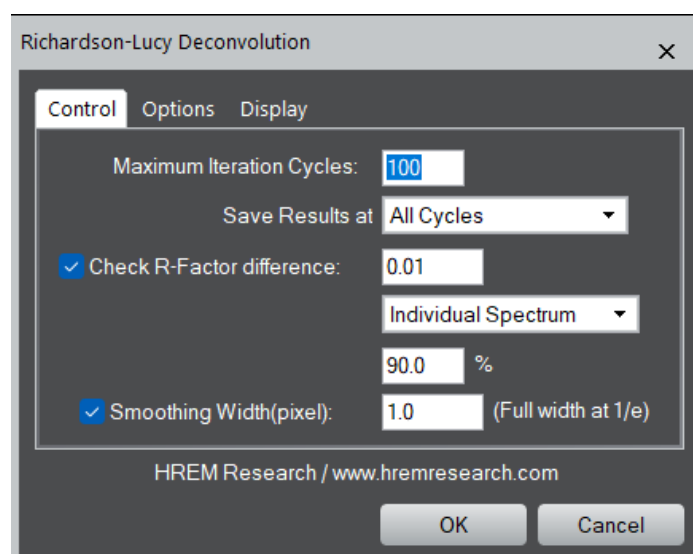 Richardson-Lucy Deconvolution
Control Options Display
Maximum Iteration Cycles: 100
Save Results at All Cycles
Check R-Factor difference: 0.01
Individual Spectrum
90.0 %
Smoothing Width(pixel): 1.0 (Full width at 1/e)
HREM Research / www.hremresearch.com
OK Cancel